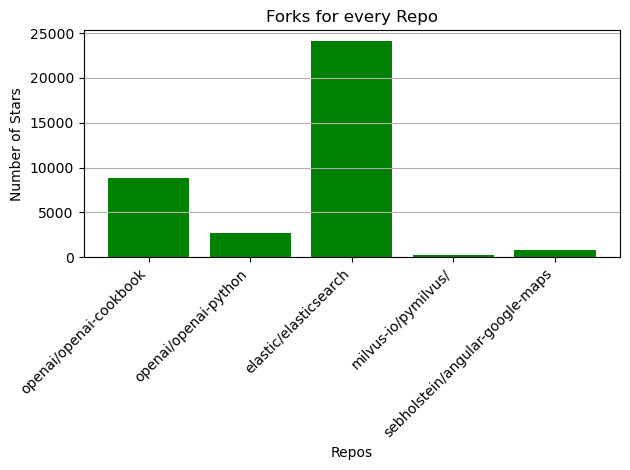 Forks for every Repo
Number of Stars
25000
20000
15000
10000
5000
0
openai/openai-cookbook
openai/openai-python
elastic/elasticsearch
milvus-io/pymilvus/
sebholstein/angular-google-maps
Repos